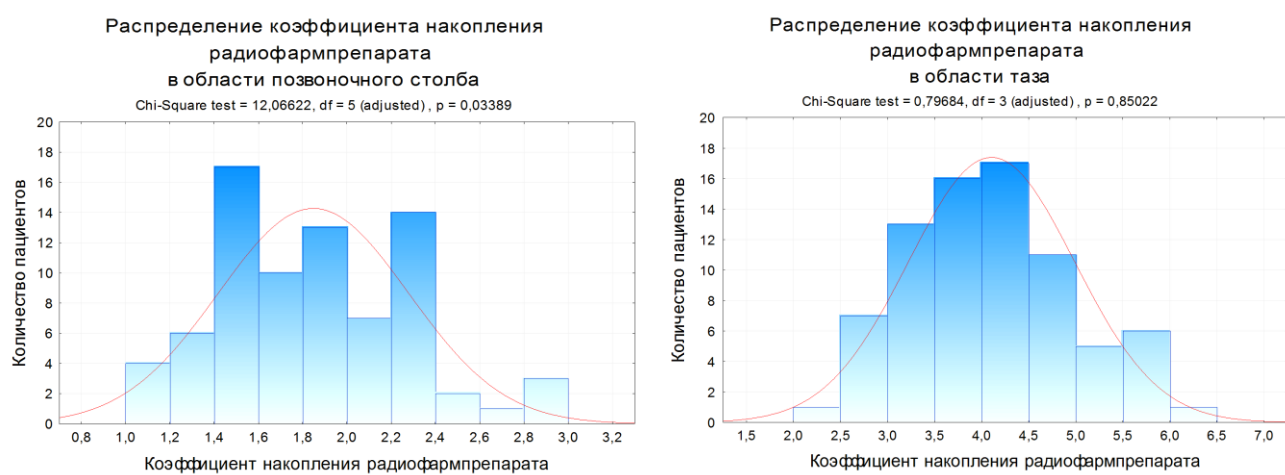 Распределение коэффициента накопления
радиофармпрепарата
в области позвоночного столба
Chi-Square test = 12,06622, df = 5 (adjusted) , p = 0,03389
20
18
16
14
12
10
8
6
4
2
0
Количество пациентов
0,8 1,0 1,2 1,4 1,6 1,8 2,0 2,2 2,4 2,6 2,8 3,0 3,2
Коэффициент накопления радиофармпрепарата
Распределение коэффициента накопления
радиофармпрепарата
в области таза
Chi-Square test = 0,79684, df = 3 (adjusted) , p = 0,85022
20
18
16
14
12
10
8
6
4
2
0
Количество пациентов
1,5 2,0 2,5 3,0 3,5 4,0 4,5 5,0 5,5 6,0 6,5 7,0
Коэффициент накопления радиофармпрепарата